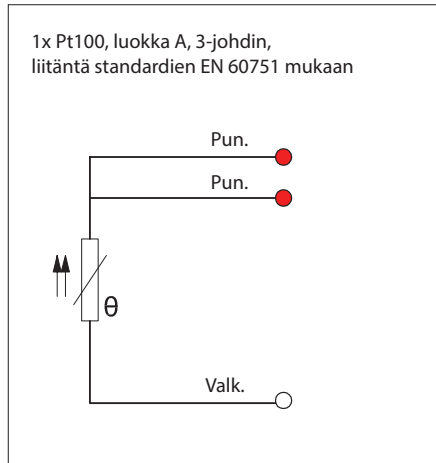 1x Pt100, luokka A, 3-johdin,
liitäntä standardien EN 60751 mukaan
Pun.
Pun.
θ
Valk.